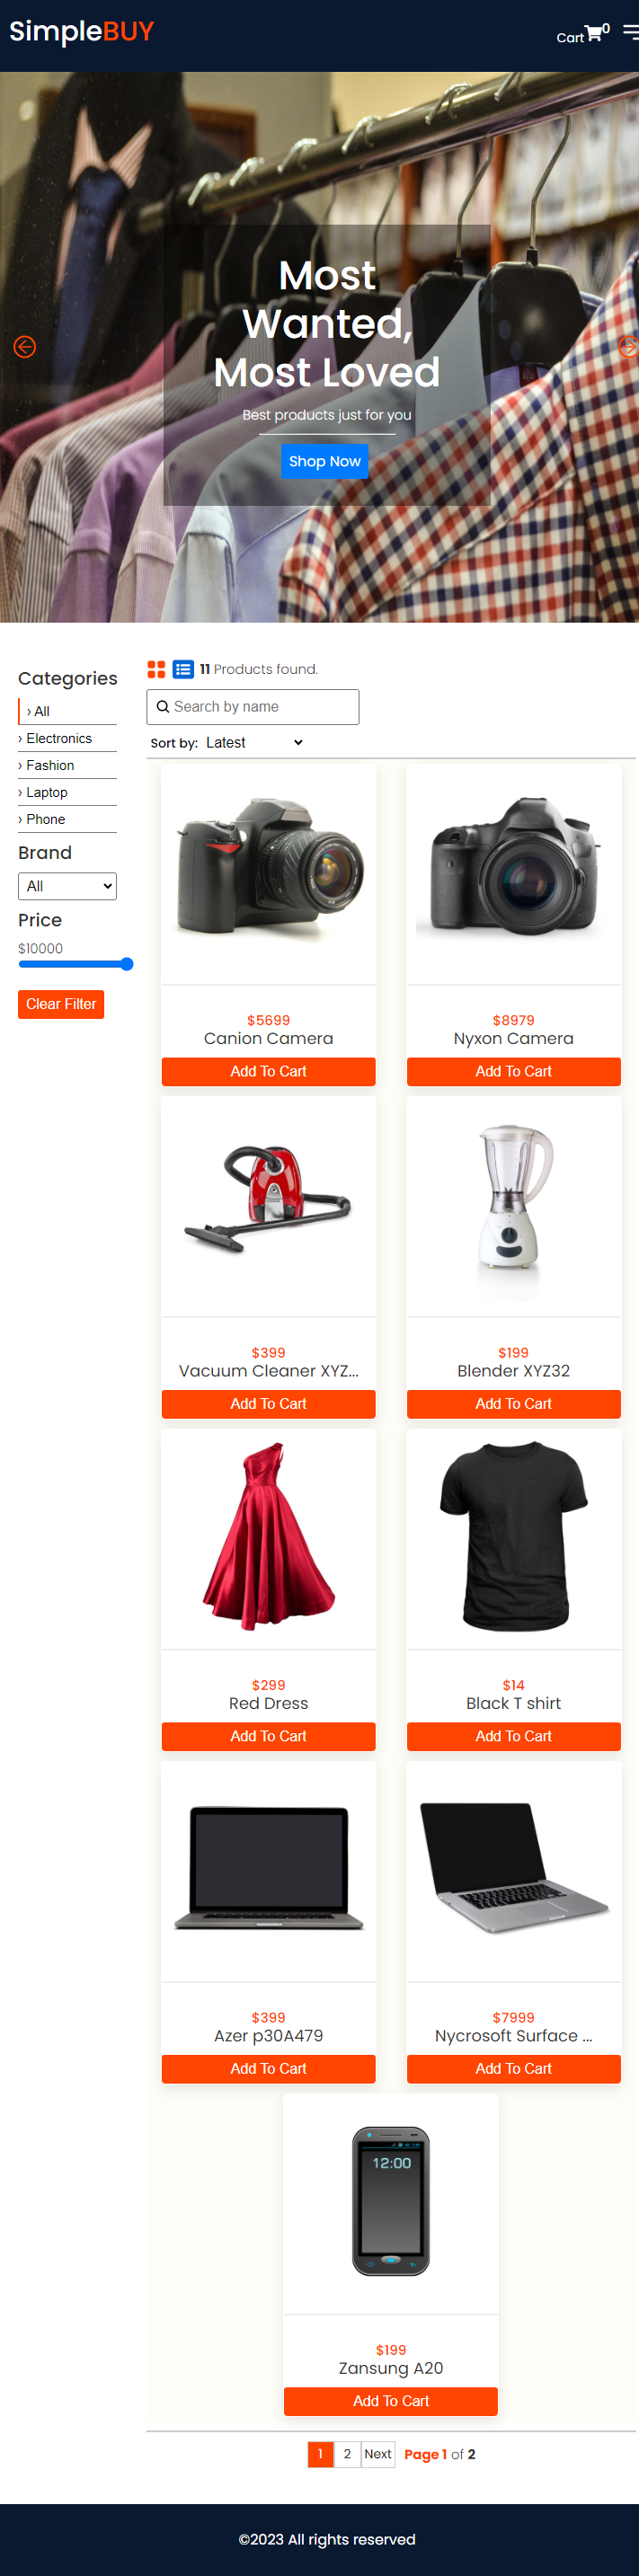 SimpleBUY
Cart 0
Most
Wanted,
Most Loved
Best products just for you
Shop Now
Categories
› All
› Electronics
› Fashion
› Laptop
› Phone
Brand
All
Price
$10000
Clear Filter
11 Products found.
Search by name
Sort by: Latest
$5699
Canion Camera
Add To Cart
$8979
Nyxon Camera
Add To Cart
$399
Vacuum Cleaner XYZ...
Add To Cart
$199
Blender XYZ32
Add To Cart
$299
Red Dress
Add To Cart
$14
Black T shirt
Add To Cart
$399
Azer p30A479
Add To Cart
$7999
Nycrosoft Surface ...
Add To Cart
12:00
$199
Zansung A20
Add To Cart
1 2 Next Page 1 of 2
©2023 All rights reserved